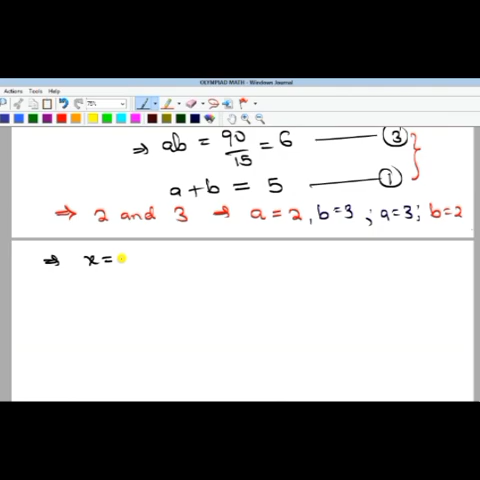 OLYMPIAD MATH - Windows Journal
Actions Tools Help
75%
⇒ ab = 90/15 = 6 ——— ③
a + b = 5 ——— ①
⇒ 2 and 3 ⇒ a = 2, b = 3 ; a = 3; b = 2
⇒ x =